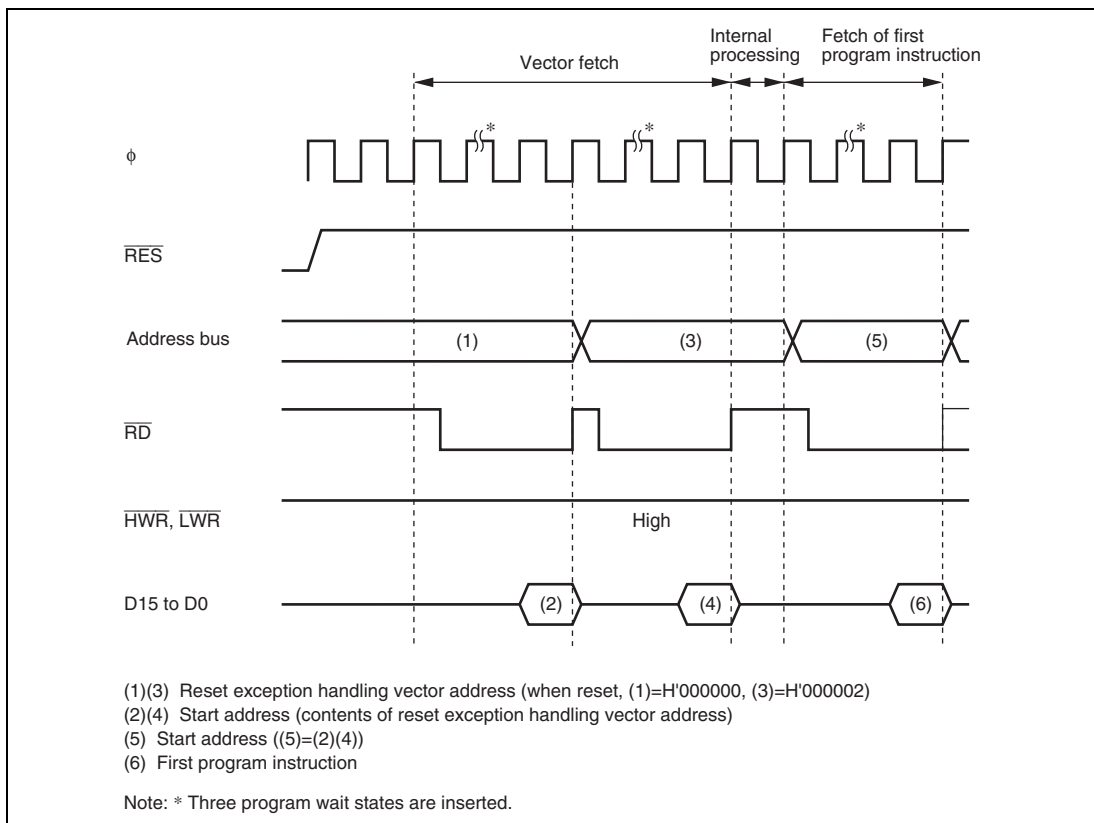 Vector fetch
Internal
processing
Fetch of first
program instruction
ϕ
*
*
*
RES
Address bus
(1)
(3)
(5)
RD
HWR, LWR
High
D15 to D0
(2)
(4)
(6)
(1)(3) Reset exception handling vector address (when reset, (1)=H'000000, (3)=H'000002)
(2)(4) Start address (contents of reset exception handling vector address)
(5) Start address ((5)=(2)(4))
(6) First program instruction
Note: * Three program wait states are inserted.